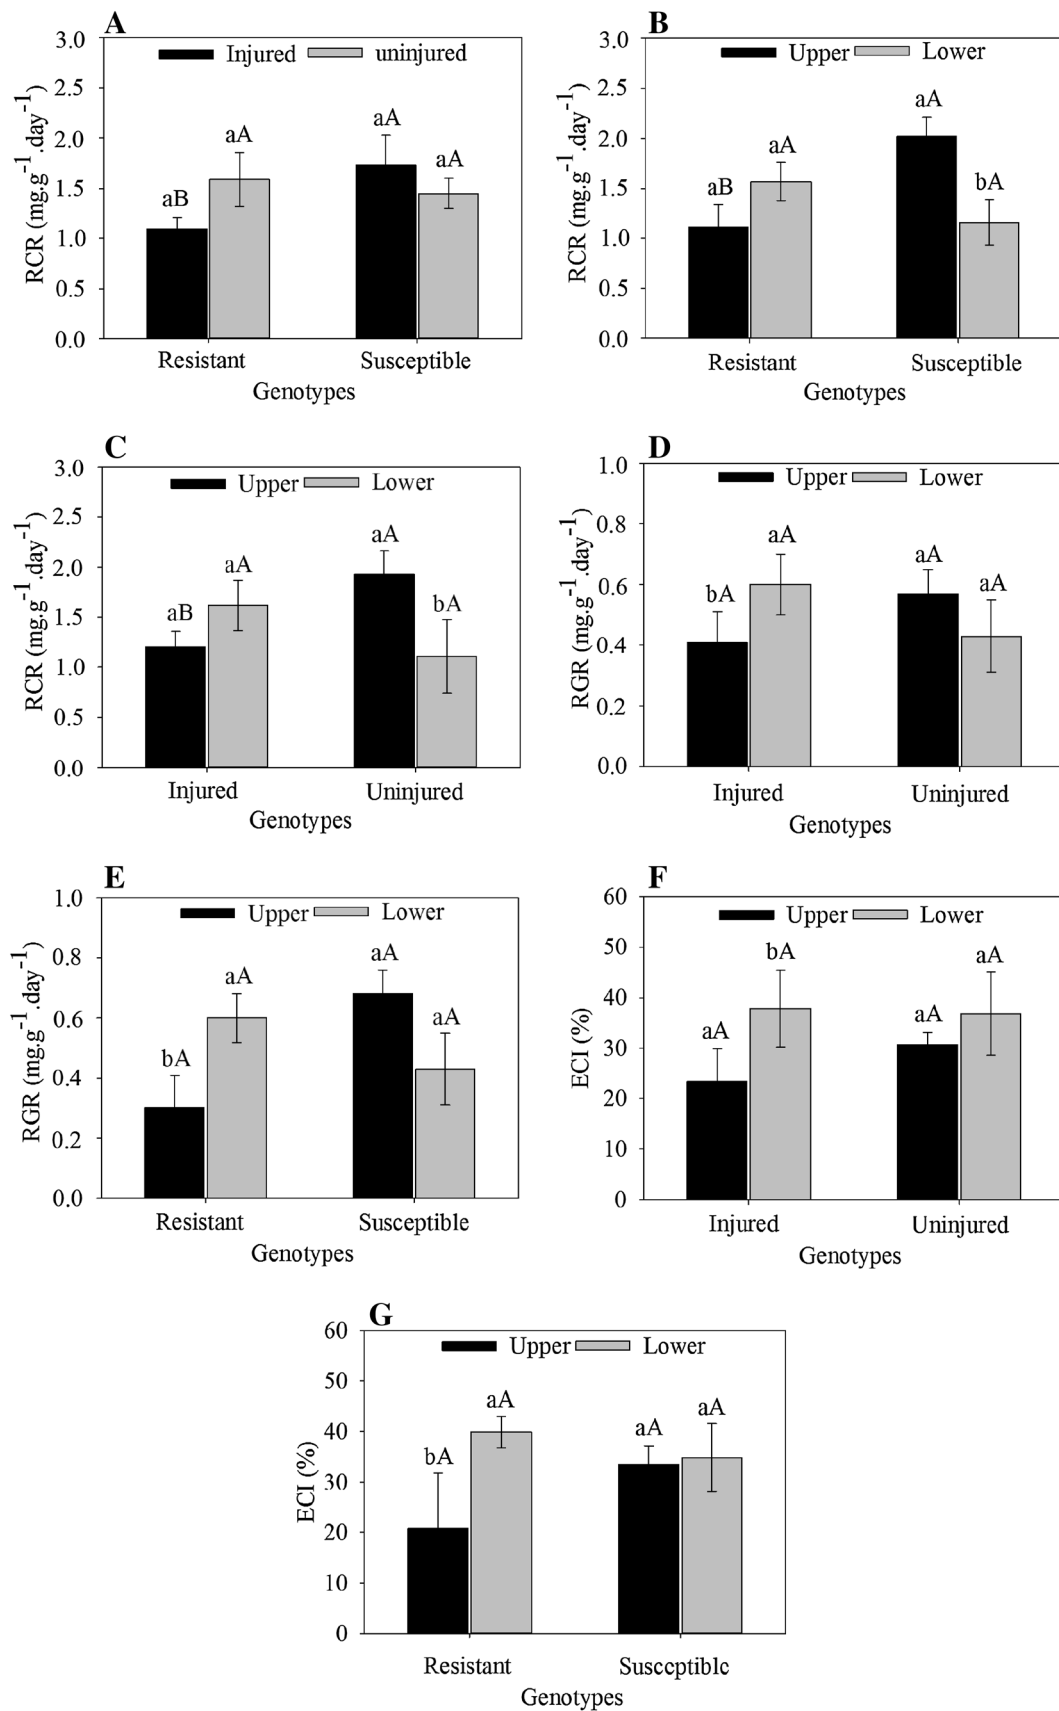 A
3.0
2.5
2.0
1.5
1.0
0.5
0.0
RCR (mg.g-1.day-1)
Injured uninjured
aB aA aA aA
Resistant Susceptible
Genotypes
B
3.0
2.5
2.0
1.5
1.0
0.5
0.0
RCR (mg.g-1.day-1)
Upper Lower
aB aA aA bA
Resistant Susceptible
Genotypes
C
3.0
2.5
2.0
1.5
1.0
0.5
0.0
RCR (mg.g-1.day-1)
Upper Lower
aB aA aA bA
Injured Uninjured
Genotypes
D
1.0
0.8
0.6
0.4
0.2
0.0
RGR (mg.g-1.day-1)
Upper Lower
bA aA aA aA
Injured Uninjured
Genotypes
E
1.0
0.8
0.6
0.4
0.2
0.0
RGR (mg.g-1.day-1)
Upper Lower
bA aA aA aA
Resistant Susceptible
Genotypes
F
60
50
40
30
20
10
0
ECI (%)
Upper Lower
aA bA aA aA
Injured Uninjured
Genotypes
G
60
50
40
30
20
10
0
ECI (%)
Upper Lower
bA aA aA aA
Resistant Susceptible
Genotypes